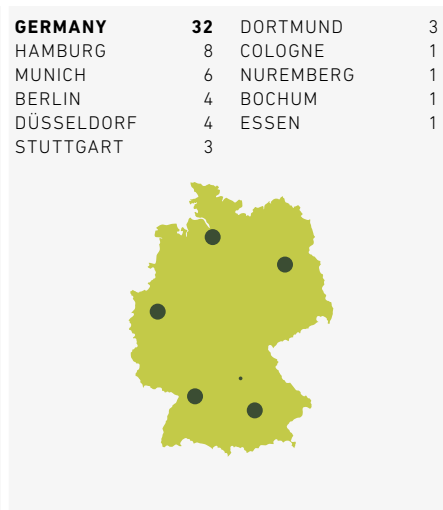 GERMANY 32
HAMBURG 8
MUNICH 6
BERLIN 4
DÜSSELDORF 4
STUTTGART 3
DORTMUND 3
COLOGNE 1
NUREMBERG 1
BOCHUM 1
ESSEN 1